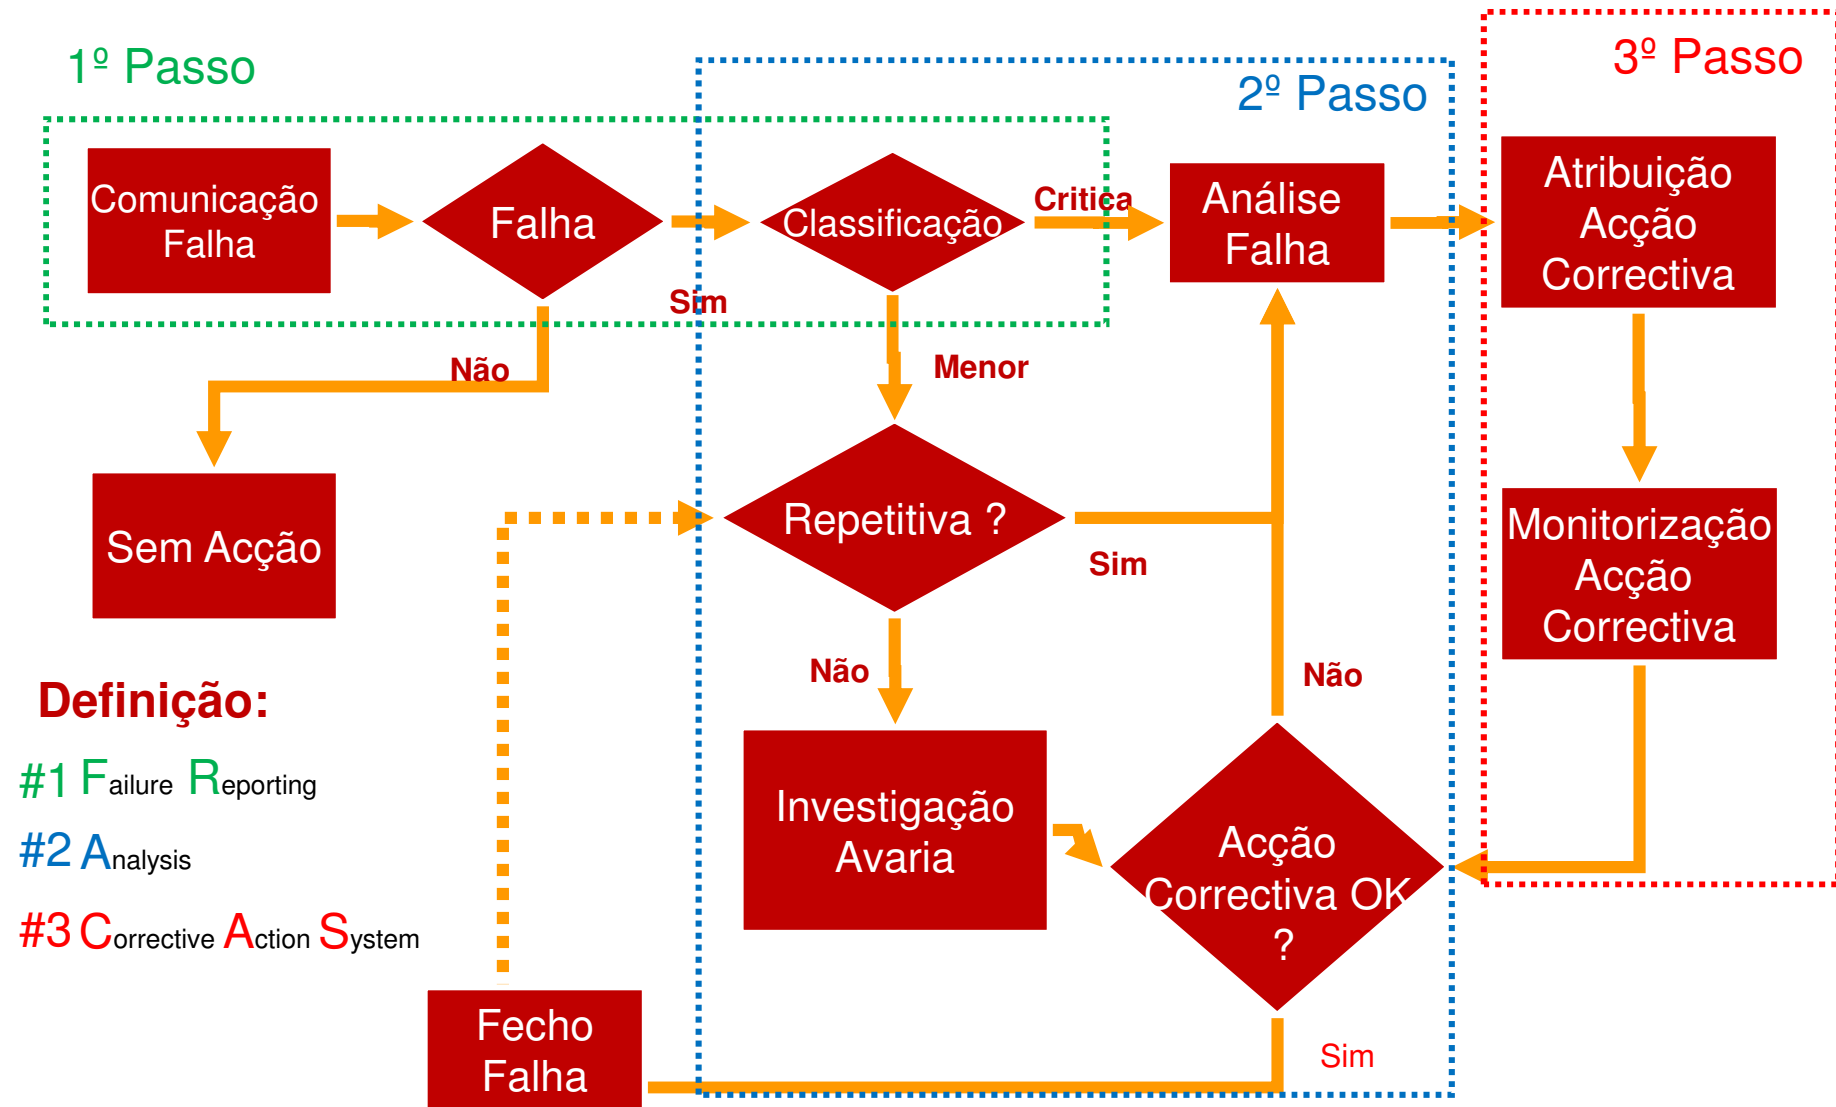 1º Passo
2º Passo
3º Passo
Comunicação
Falha
Falha
Sim
Classificação
Critica
Análise
Falha
Atribuição
Acção
Correctiva
Não
Menor
Sem Acção
Repetitiva ?
Sim
Monitorização
Acção
Correctiva
Não
Não
Definição:
#1 Failure Reporting
#2 Analysis
#3 Corrective Action System
Investigação
Avaria
Acção
Correctiva OK
?
Fecho
Falha
Sim